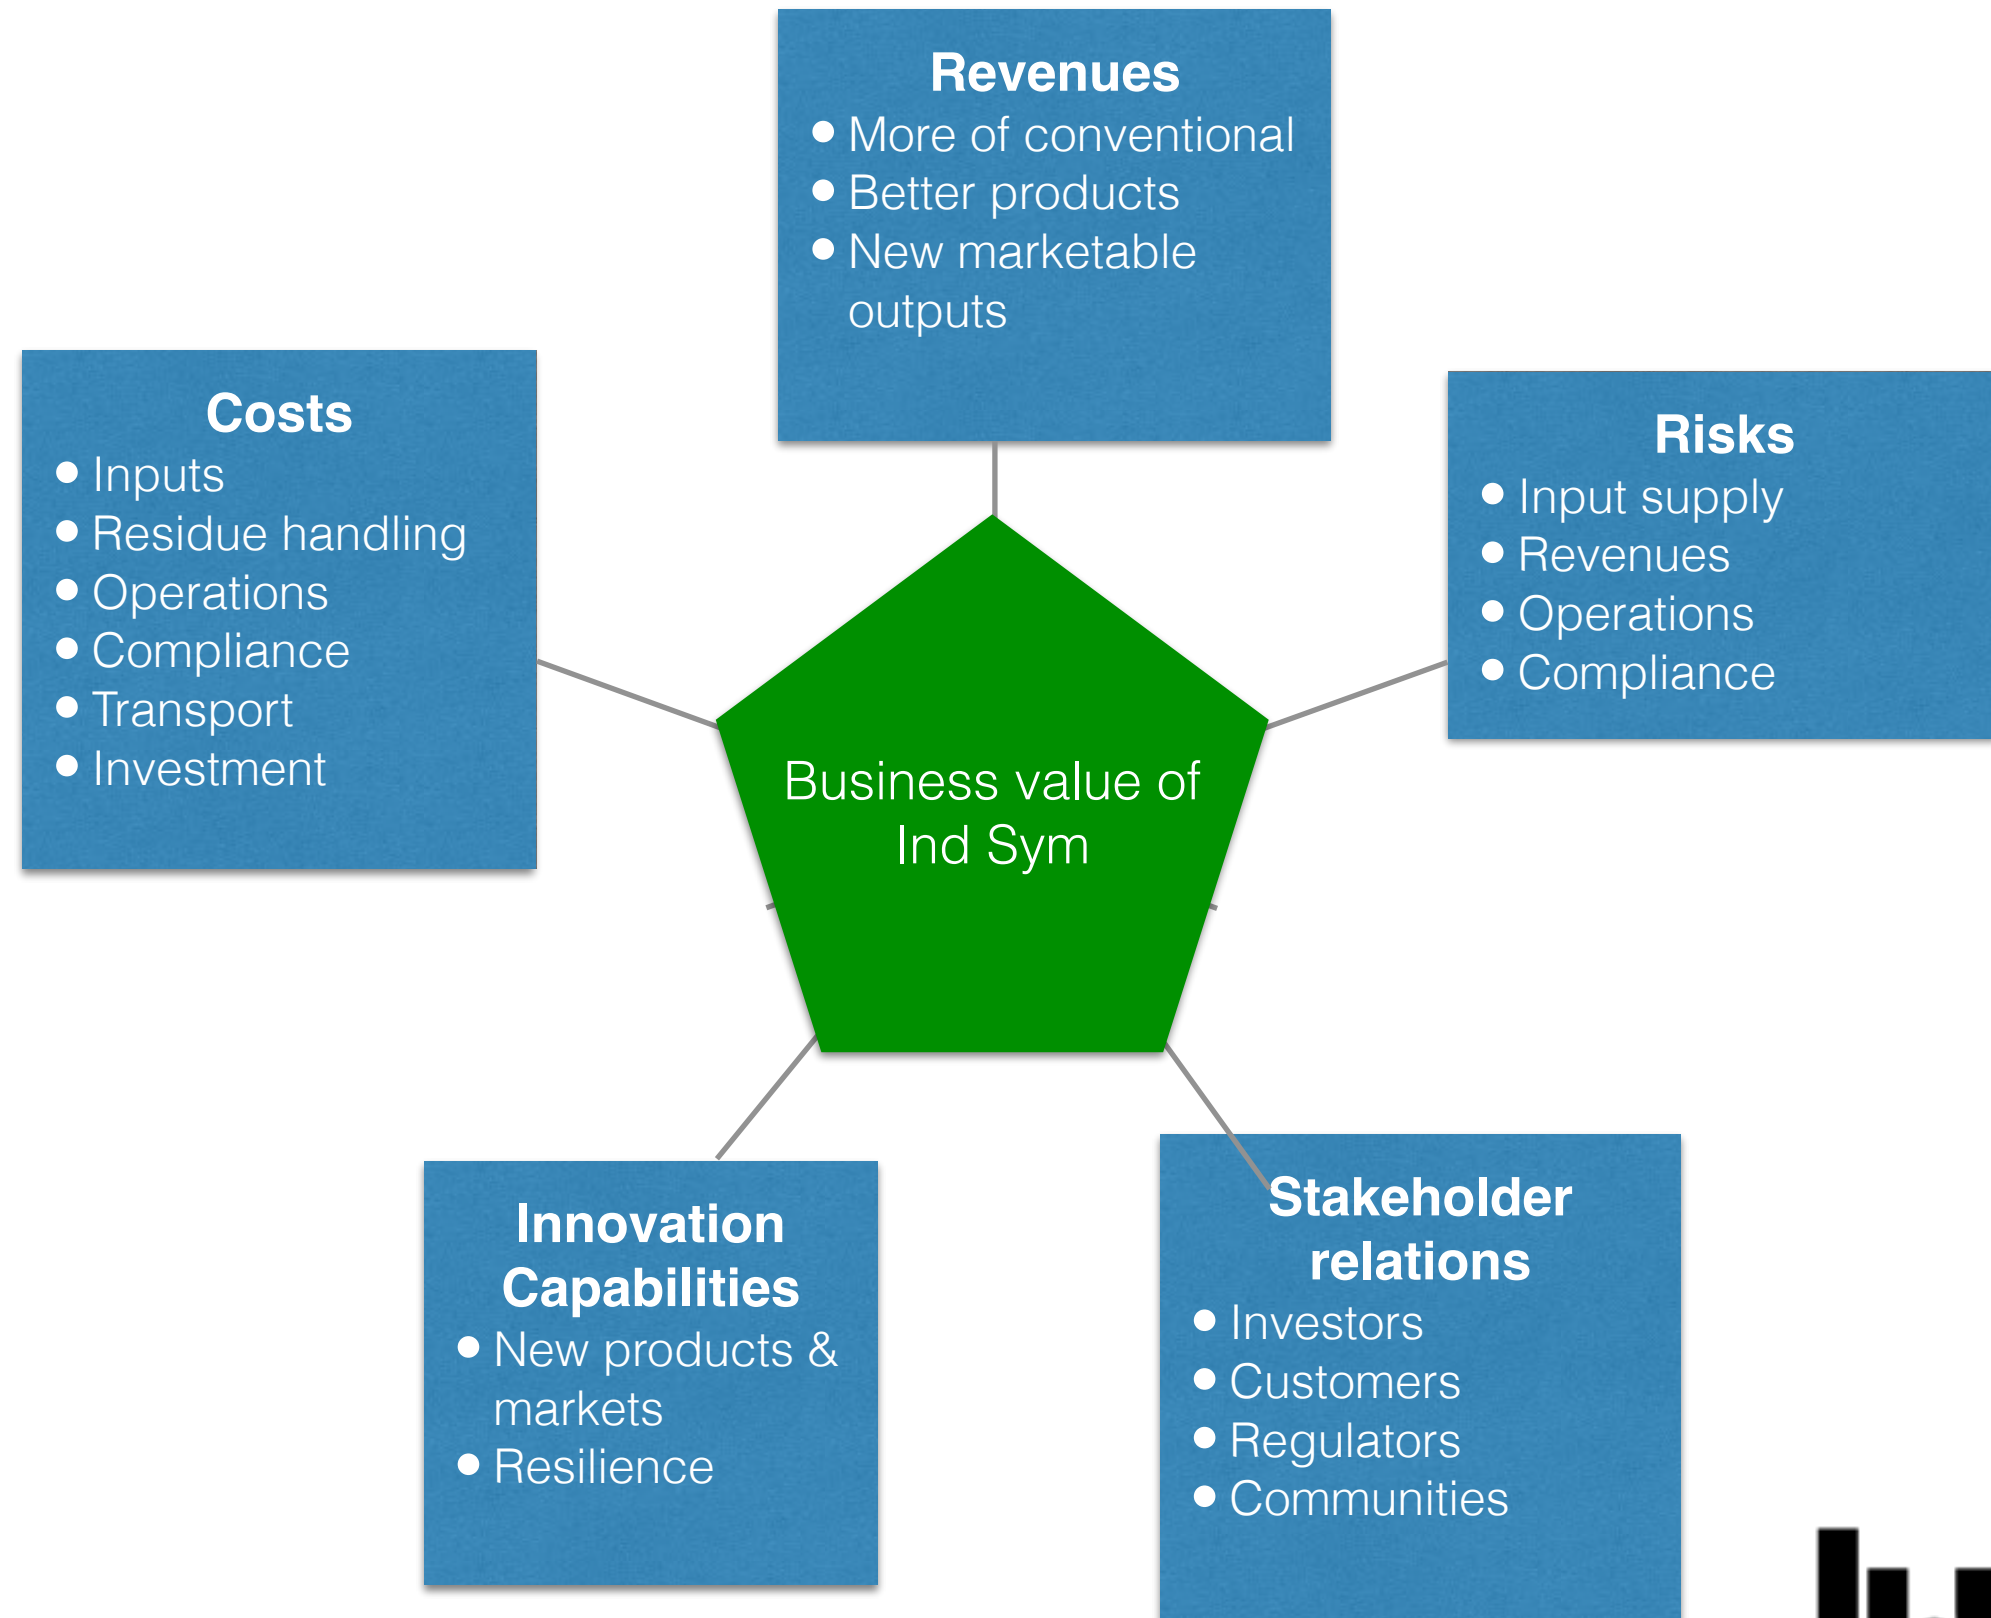 Revenues
• More of conventional
• Better products
• New marketable
outputs
Costs
• Inputs
• Residue handling
• Operations
• Compliance
• Transport
• Investment
Risks
• Input supply
• Revenues
• Operations
• Compliance
Business value of
Ind Sym
Innovation
Capabilities
• New products &
markets
• Resilience
Stakeholder
relations
• Investors
• Customers
• Regulators
• Communities